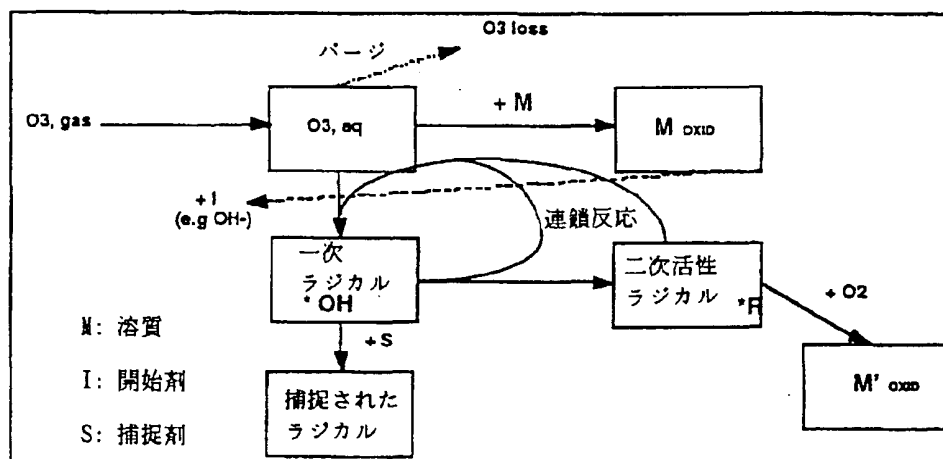 パージ
O3 loss
O3, gas
O3, aq
+ M
M OXID
+ I
(e.g OH-)
連鎖反応
一次
ラジカル
*OH
二次活性
ラジカル
*R
+ O2
+ S
M: 溶質
I: 開始剤
S: 捕捉剤
捕捉された
ラジカル
M' OXID